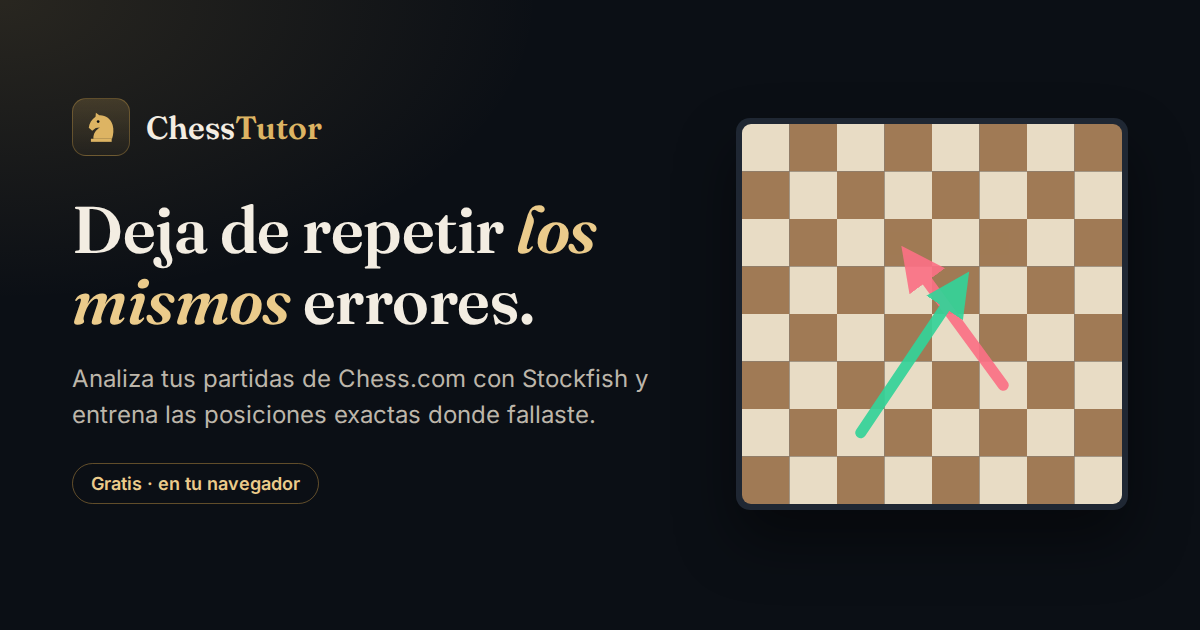 ChessTutor
Deja de repetir los
mismos errores.
Analiza tus partidas de Chess.com con Stockfish y
entrena las posiciones exactas donde fallaste.
Gratis · en tu navegador